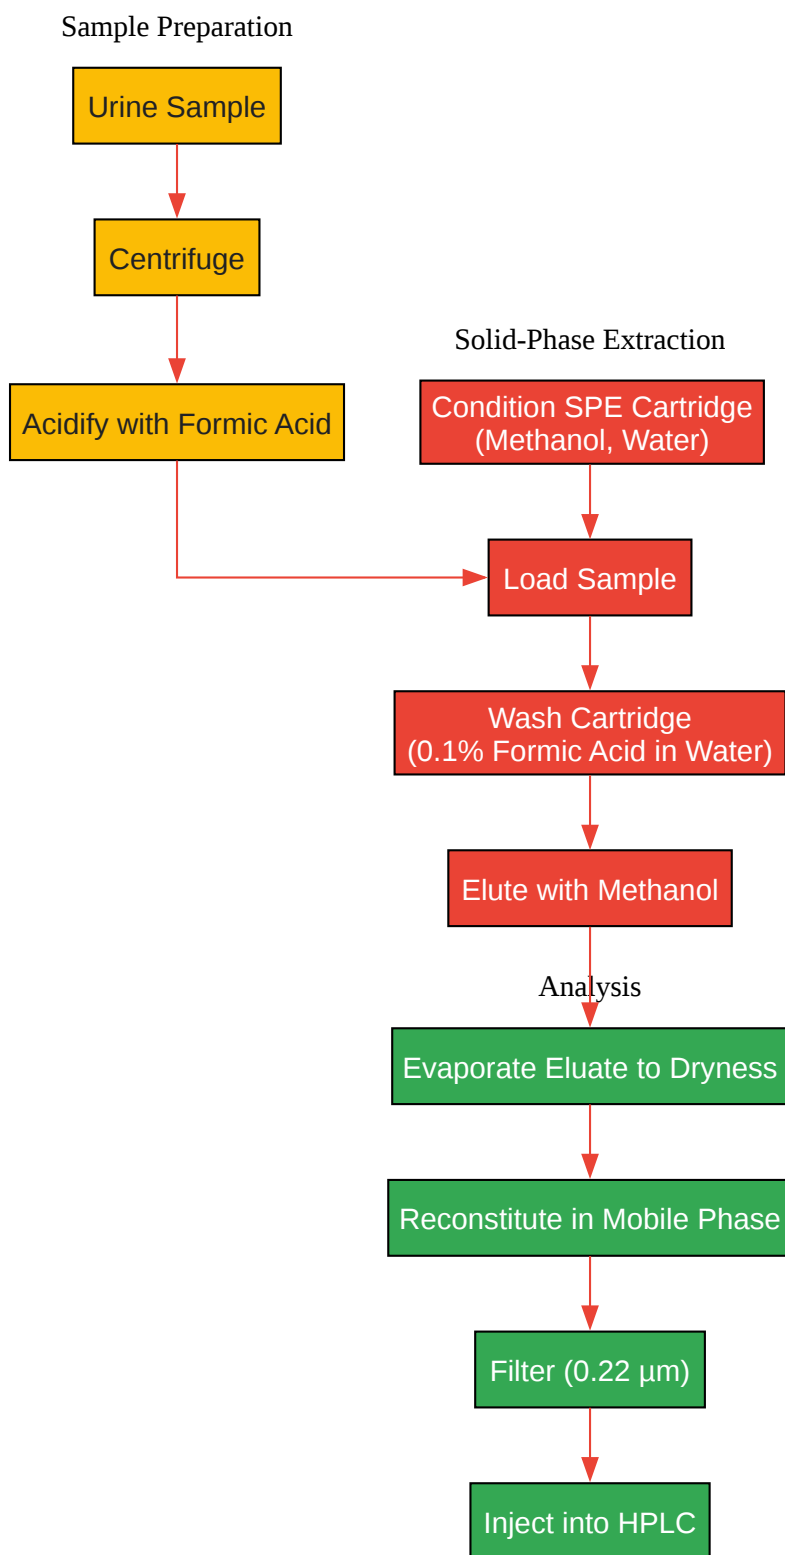 Sample Preparation
Urine Sample
Centrifuge
Acidify with Formic Acid
Solid-Phase Extraction
Condition SPE Cartridge
(Methanol, Water)
Load Sample
Wash Cartridge
(0.1% Formic Acid in Water)
Elute with Methanol
Analysis
Evaporate Eluate to Dryness
Reconstitute in Mobile Phase
Filter (0.22 µm)
Inject into HPLC